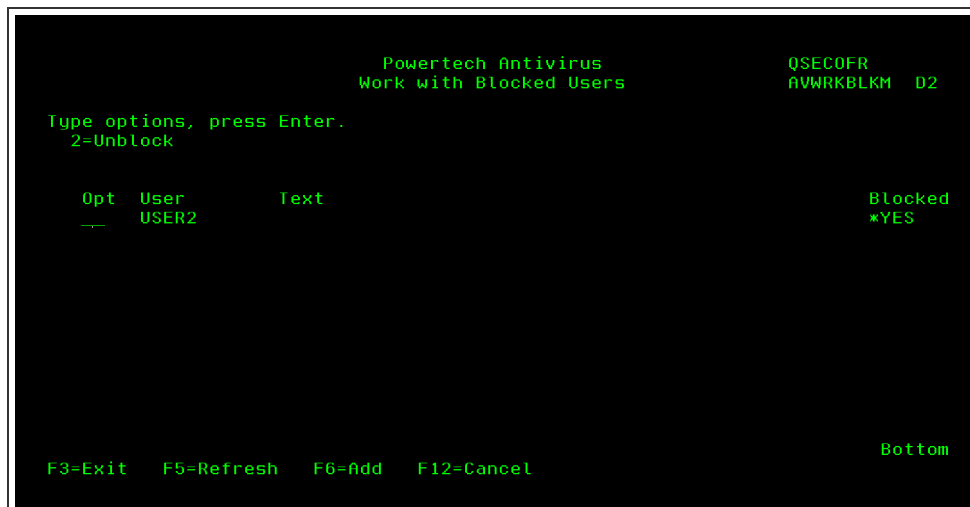 Powertech Antivirus QSECOFR
Work with Blocked Users AVWRKBLKM D2
Type options, press Enter.
2=Unblock
Opt User Text Blocked
USER2 *YES
Bottom
F3=Exit F5=Refresh F6=Add F12=Cancel